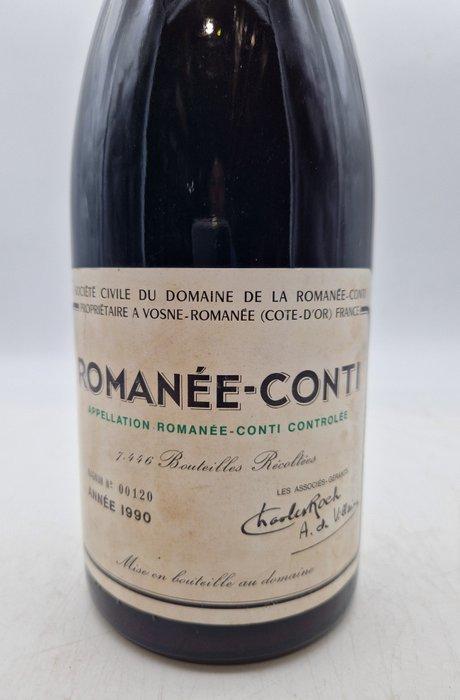 SOCIÉTÉ CIVILE DU DOMAINE DE LA ROMANÉE-CONTI
PROPRIÉTAIRE A VOSNE-ROMANÉE (COTE-D'OR) FRANCE
ROMANÉE-CONTI
APPELLATION ROMANÉE-CONTI CONTROLÉE
7.446 Bouteilles Récoltées
MAGNUM N° 00120
ANNÉE 1990
LES ASSOCIÉS-GÉRANTS
Charles Roch
A. de Villaine
Mise en bouteille au domaine